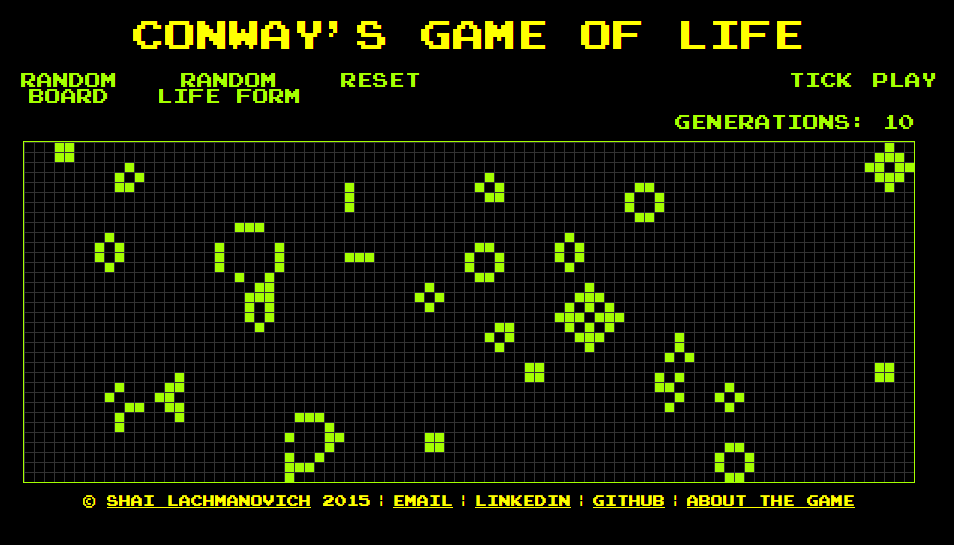 CONWAY'S GAME OF LIFE
RANDOM BOARD
RANDOM LIFE FORM
RESET
TICK PLAY
GENERATIONS: 10
© SHAI LACHMANOVICH 2015 | EMAIL | LINKEDIN | GITHUB | ABOUT THE GAME